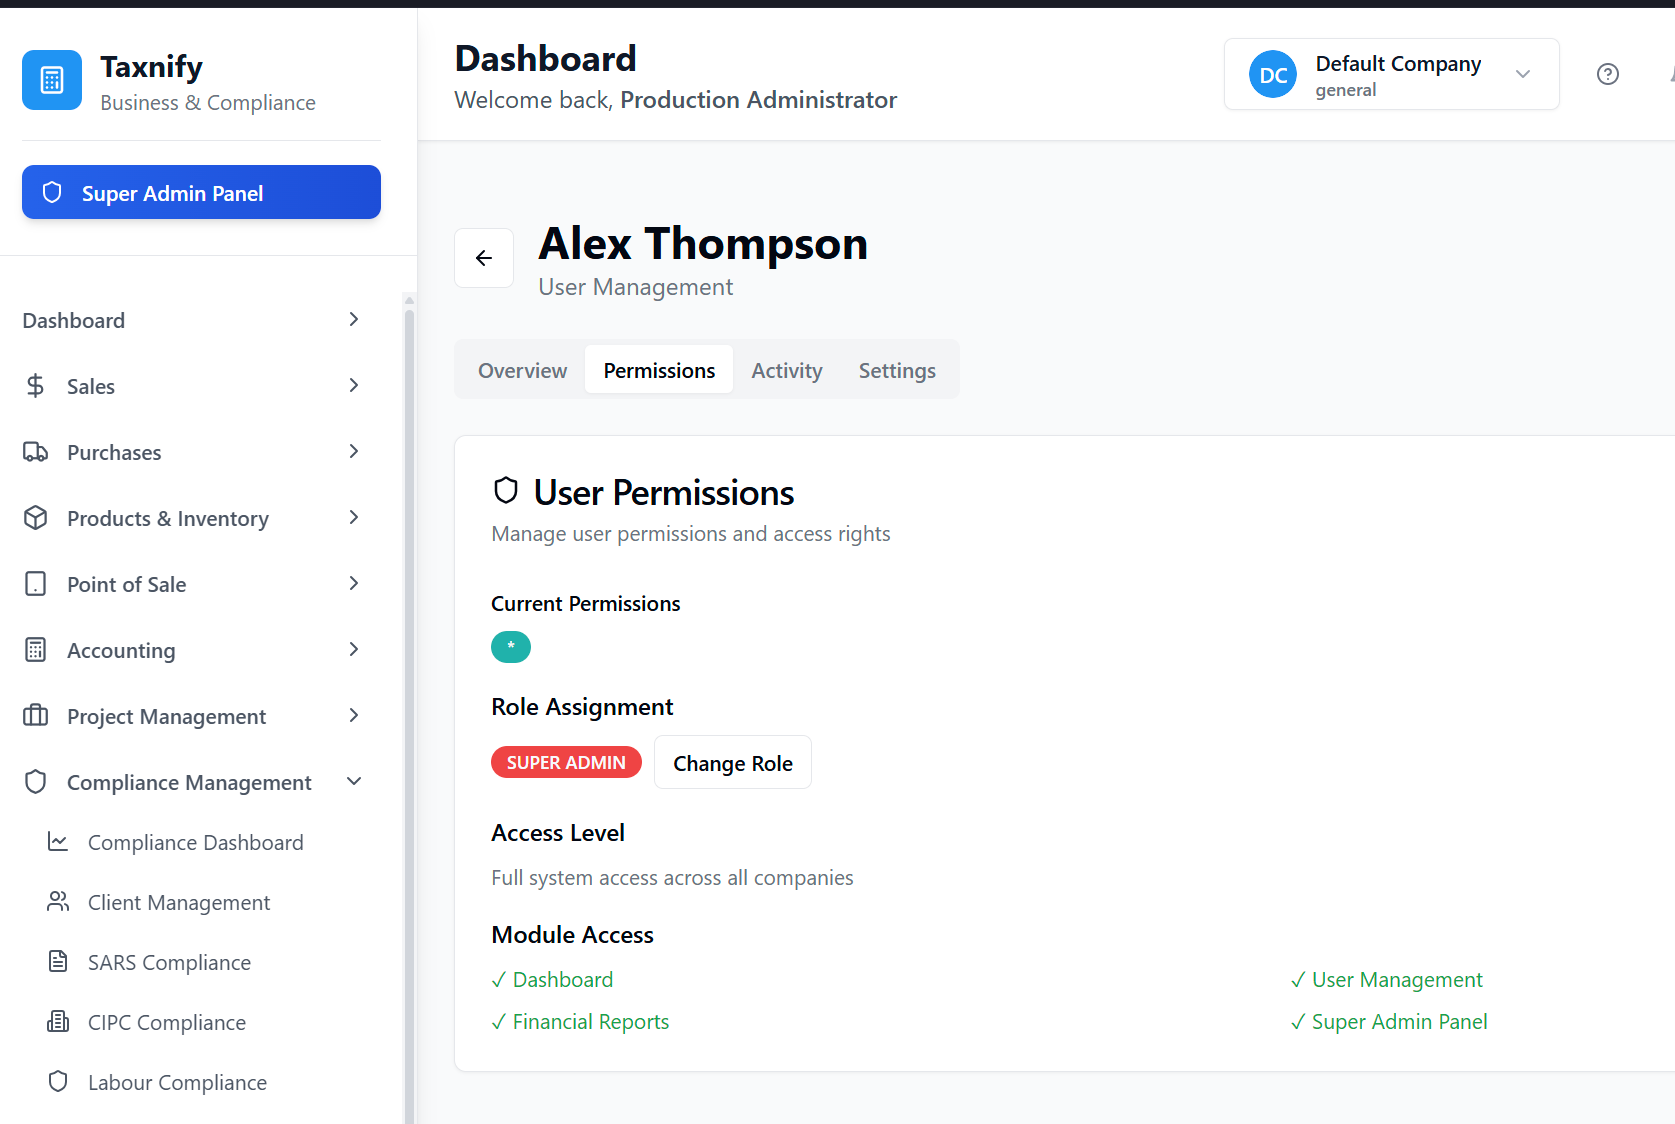 Taxnify
Business & Compliance
Super Admin Panel
Dashboard
Sales
Purchases
Products & Inventory
Point of Sale
Accounting
Project Management
Compliance Management
Compliance Dashboard
Client Management
SARS Compliance
CIPC Compliance
Labour Compliance
Dashboard
Welcome back, Production Administrator
DC
Default Company
general
Alex Thompson
User Management
Overview Permissions Activity Settings
User Permissions
Manage user permissions and access rights
Current Permissions
*
Role Assignment
SUPER ADMIN Change Role
Access Level
Full system access across all companies
Module Access
✓ Dashboard ✓ User Management
✓ Financial Reports ✓ Super Admin Panel